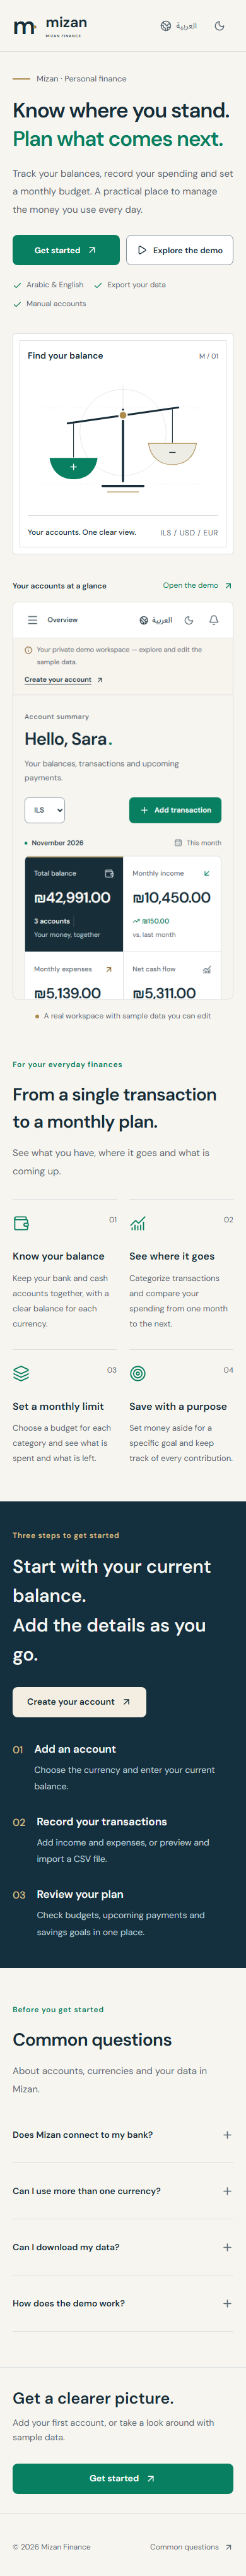 m mizan
MIZAN FINANCE
العربية
Mizan · Personal finance
Know where you stand.
Plan what comes next.
Track your balances, record your spending and set
a monthly budget. A practical place to manage
the money you use every day.
Get started
Explore the demo
Arabic & English
Export your data
Manual accounts
Find your balance
M / 01
Your accounts. One clear view.
ILS / USD / EUR
Your accounts at a glance
Open the demo
Overview
العربية
Your private demo workspace — explore and edit the
sample data.
Create your account
Account summary
Hello, Sara.
Your balances, transactions and upcoming
payments.
ILS
Add transaction
November 2026
This month
Total balance
₪42,991.00
3 accounts
Your money, together
Monthly income
₪10,450.00
₪150.00
vs. last month
Monthly expenses
₪5,139.00
Net cash flow
₪5,311.00
A real workspace with sample data you can edit
For your everyday finances
From a single transaction
to a monthly plan.
See what you have, where it goes and what is
coming up.
01
Know your balance
Keep your bank and cash
accounts together, with a
clear balance for each
currency.
02
See where it goes
Categorize transactions
and compare your
spending from one month
to the next.
03
Set a monthly limit
Choose a budget for each
category and see what is
spent and what is left.
04
Save with a purpose
Set money aside for a
specific goal and keep
track of every contribution.
Three steps to get started
Start with your current
balance.
Add the details as you
go.
Create your account
01 Add an account
Choose the currency and enter your current
balance.
02 Record your transactions
Add income and expenses, or preview and
import a CSV file.
03 Review your plan
Check budgets, upcoming payments and
savings goals in one place.
Before you get started
Common questions
About accounts, currencies and your data in
Mizan.
Does Mizan connect to my bank?
Can I use more than one currency?
Can I download my data?
How does the demo work?
Get a clearer picture.
Add your first account, or take a look around with
sample data.
Get started
© 2026 Mizan Finance
Common questions